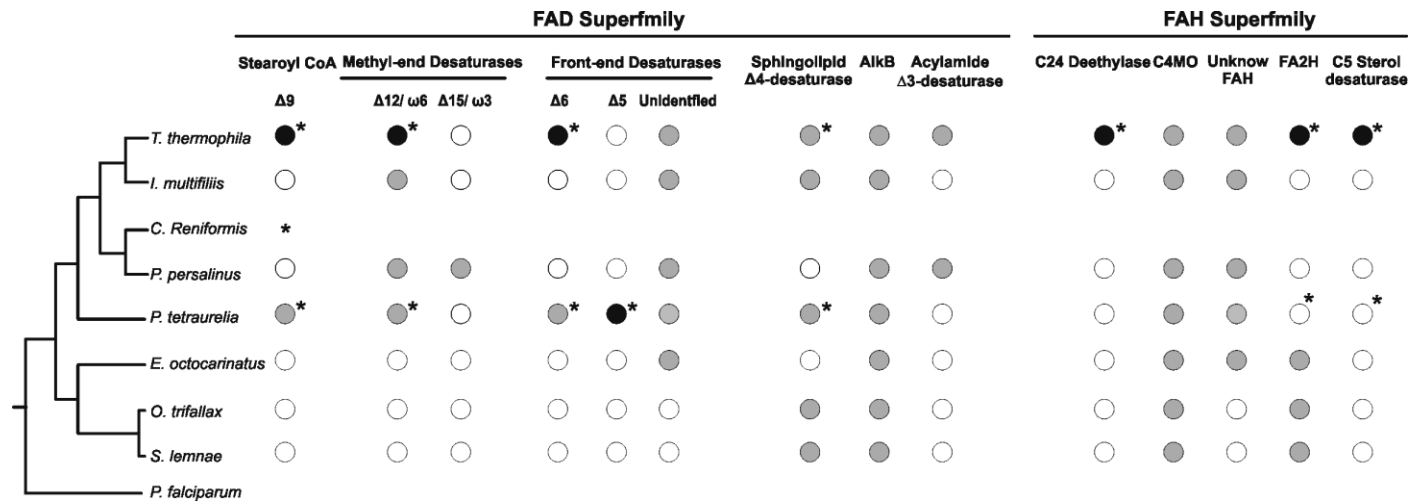 FAD Superfmily FAH Superfmily
Stearoyl CoA Methyl-end Desaturases Front-end Desaturases Sphingolipid Δ4-desaturase AlkB Acylamide Δ3-desaturase C24 Deethylase C4MO Unknow FAH FA2H C5 Sterol desaturase
Δ9 Δ12/ ω6 Δ15/ ω3 Δ6 Δ5 Unidentfied
T. thermophila * * * * * * *
I. multifiliis
C. Reniformis *
P. persalinus
P. tetraurelia * * * * * * *
E. octocarinatus
O. trifallax
S. lemnae
P. falciparum